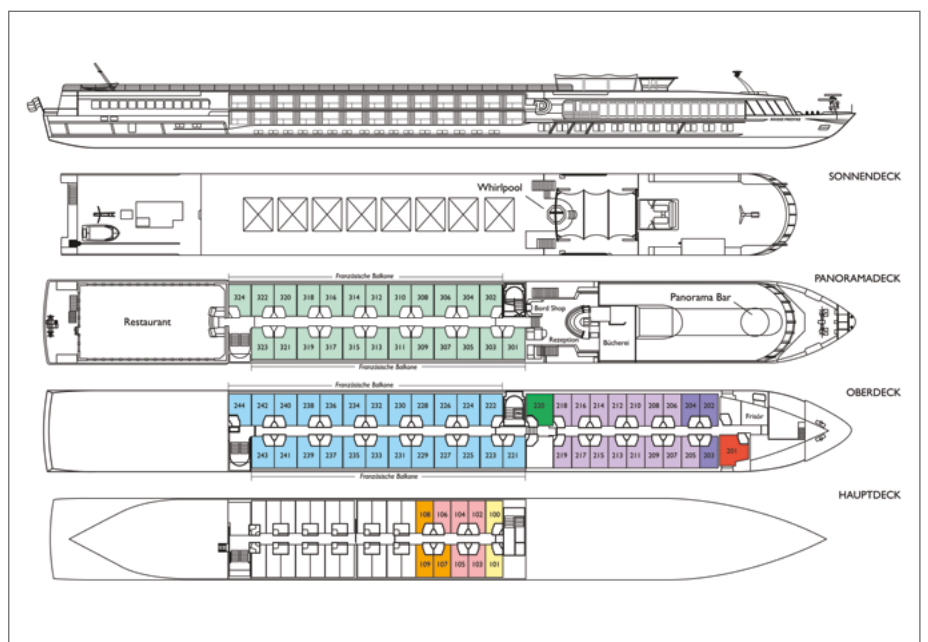 SONNENDECK
Whirlpool
Französische Balkone
PANORAMADECK
324 322 320 318 316 314 312 310 308 306 304 302
Panorama Bar
Bord Shop
Restaurant
Rezeption
Bücherei
323 321 319 317 315 313 311 309 307 305 303 301
Französische Balkone
Französische Balkone
OBERDECK
244 242 240 238 236 234 232 230 228 226 224 222 220 218 216 214 212 210 208 206 204 202
Frisör
201
243 241 239 237 235 233 231 229 227 225 223 221 219 217 215 213 211 209 207 205 203
Französische Balkone
HAUPTDECK
108 106 104 102 100
109 107 105 103 101